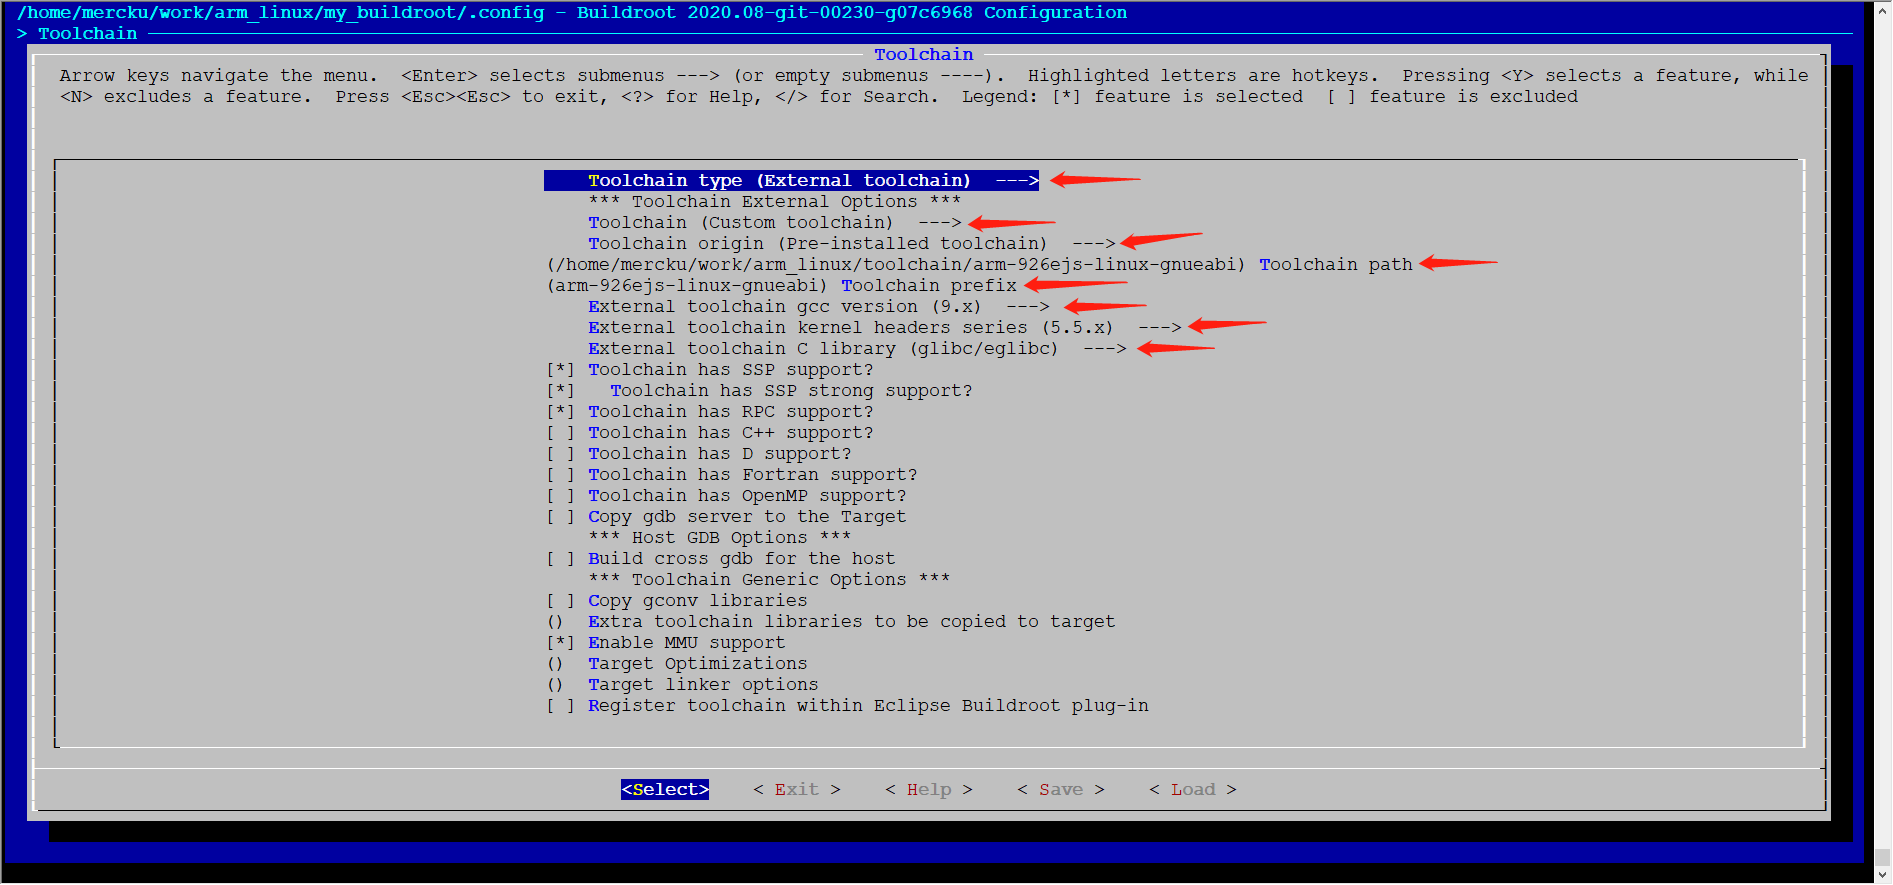 /home/mercku/work/arm_linux/my_buildroot/.config - Buildroot 2020.08-git-00230-g07c6968 Configuration
> Toolchain
Toolchain
Arrow keys navigate the menu.  <Enter> selects submenus ---> (or empty submenus ----).  Highlighted letters are hotkeys.  Pressing <Y> selects a feature, while
<N> excludes a feature.  Press <Esc><Esc> to exit, <?> for Help, </> for Search.  Legend: [*] feature is selected  [ ] feature is excluded
Toolchain type (External toolchain)  --->
*** Toolchain External Options ***
Toolchain (Custom toolchain)  --->
Toolchain origin (Pre-installed toolchain)  --->
(/home/mercku/work/arm_linux/toolchain/arm-926ejs-linux-gnueabi) Toolchain path
(arm-926ejs-linux-gnueabi) Toolchain prefix
External toolchain gcc version (9.x)  --->
External toolchain kernel headers series (5.5.x)  --->
External toolchain C library (glibc/eglibc)  --->
[*] Toolchain has SSP support?
[*]   Toolchain has SSP strong support?
[*] Toolchain has RPC support?
[ ] Toolchain has C++ support?
[ ] Toolchain has D support?
[ ] Toolchain has Fortran support?
[ ] Toolchain has OpenMP support?
[ ] Copy gdb server to the Target
*** Host GDB Options ***
[ ] Build cross gdb for the host
*** Toolchain Generic Options ***
[ ] Copy gconv libraries
()  Extra toolchain libraries to be copied to target
[*] Enable MMU support
()  Target Optimizations
()  Target linker options
[ ] Register toolchain within Eclipse Buildroot plug-in
<Select>    < Exit >    < Help >    < Save >    < Load >